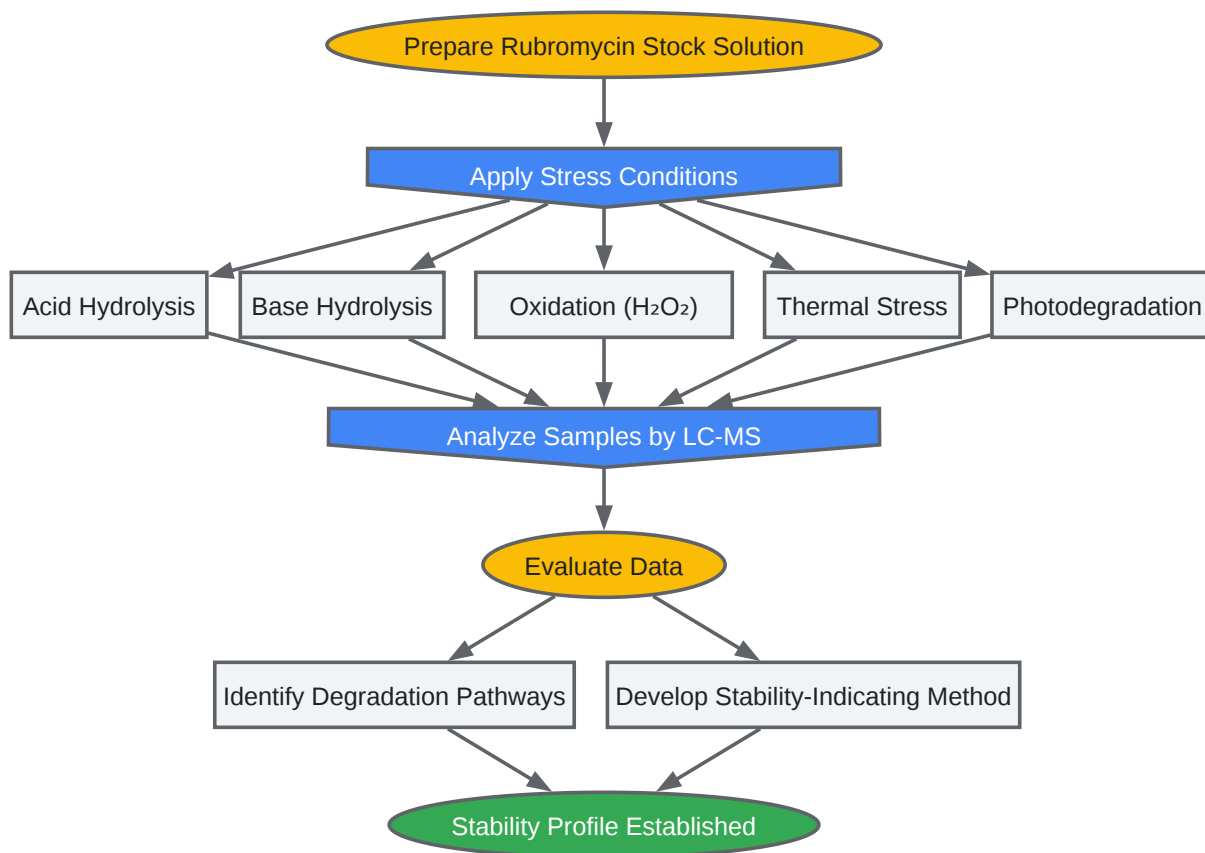 Prepare Rubromycin Stock Solution
Apply Stress Conditions
Acid Hydrolysis
Base Hydrolysis
Oxidation (H₂O₂)
Thermal Stress
Photodegradation
Analyze Samples by LC-MS
Evaluate Data
Identify Degradation Pathways
Develop Stability-Indicating Method
Stability Profile Established